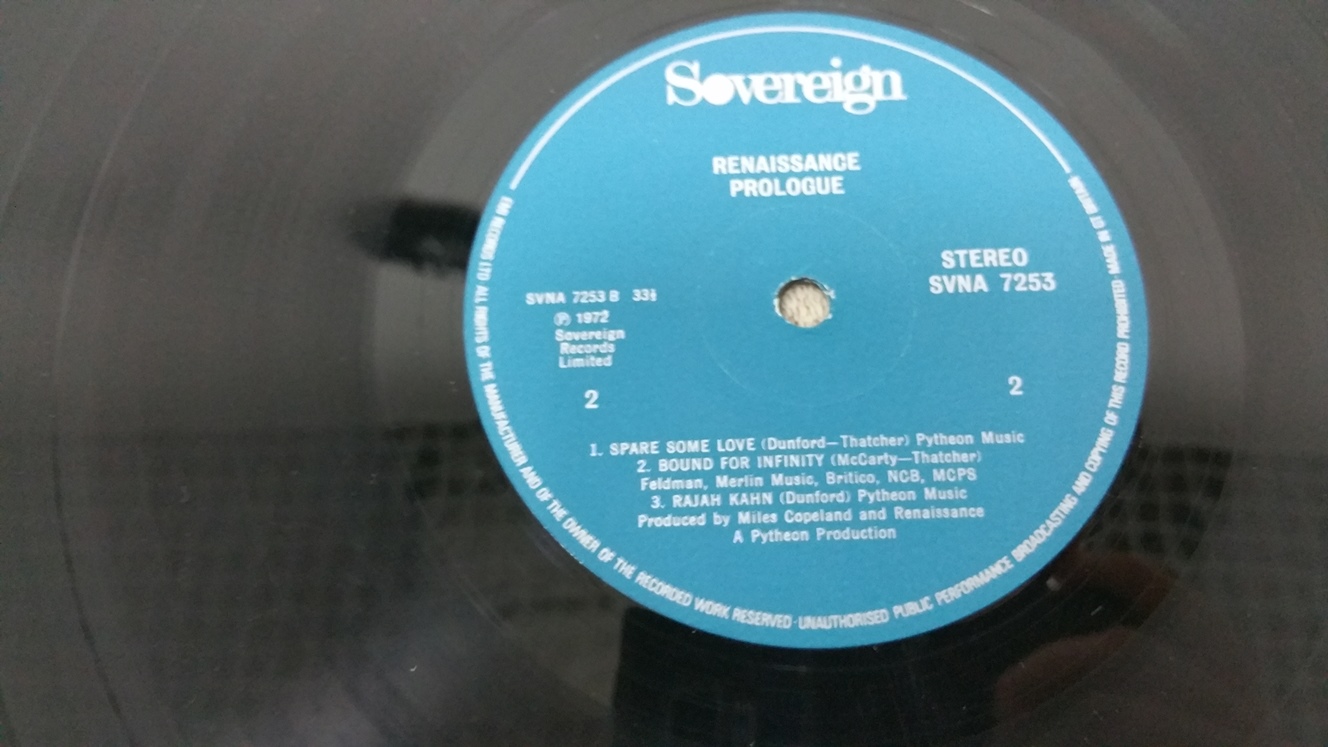 Sovereign
RENAISSANCE
PROLOGUE
STEREO
SVNA 7253
SVNA 7253 B 33⅓
Ⓟ 1972
Sovereign
Records
Limited
2
2
1. SPARE SOME LOVE (Dunford—Thatcher) Pytheon Music
2. BOUND FOR INFINITY (McCarty—Thatcher)
Feldman, Merlin Music, Britico, NCB, MCPS
3. RAJAH KAHN (Dunford) Pytheon Music
Produced by Miles Copeland and Renaissance
A Pytheon Production
EMI RECORDS LTD ALL RIGHTS OF THE MANUFACTURER AND OF THE OWNER OF THE RECORDED WORK RESERVED · UNAUTHORISED PUBLIC PERFORMANCE BROADCASTING AND COPYING OF THIS RECORD PROHIBITED · MADE IN GT BRITAIN